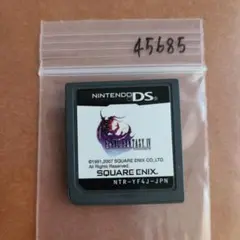 45685
NINTENDO DS
FINAL FANTASY IV
©1991,2007 SQUARE ENIX CO.,LTD.
All Rights Reserved.
SQUARE ENIX.
NTR-YF4J-JPN